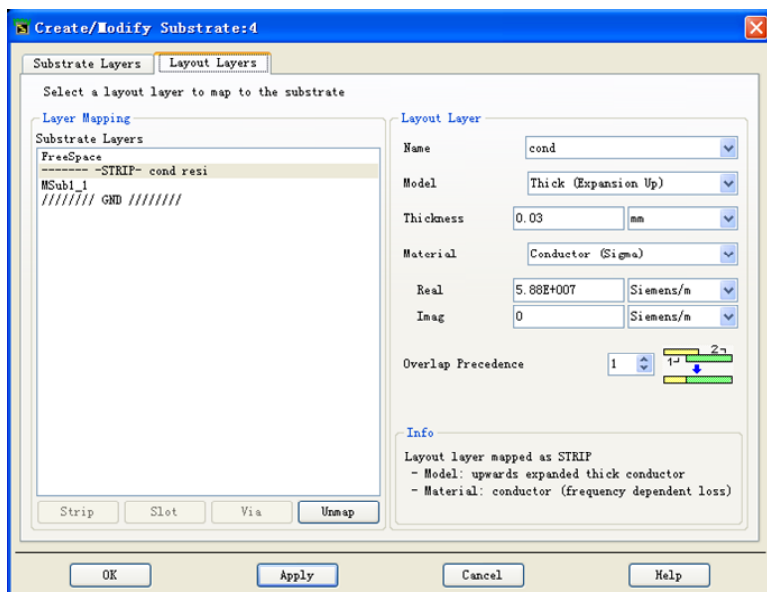 Create/Modify Substrate:4
Substrate Layers
Layout Layers
Select a layout layer to map to the substrate
Layer Mapping
Substrate Layers
FreeSpace
------- -STRIP- cond resi
MSub1_1
//////// GND ////////
Strip
Slot
Via
Unmap
Layout Layer
Name
cond
Model
Thick (Expansion Up)
Thickness
0.03
mm
Material
Conductor (Sigma)
Real
5.88E+007
Siemens/m
Imag
0
Siemens/m
Overlap Precedence
1
1
2
Info
Layout layer mapped as STRIP
- Model: upwards expanded thick conductor
- Material: conductor (frequency dependent loss)
OK
Apply
Cancel
Help